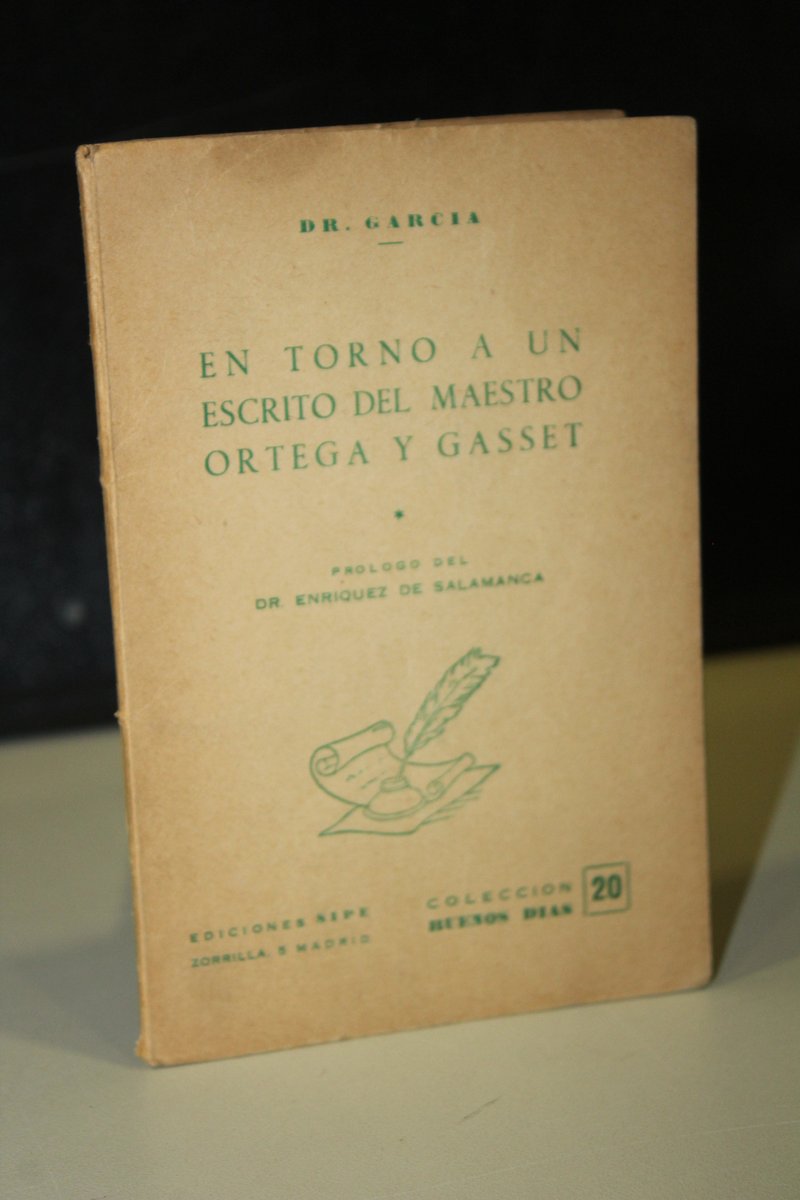 DR. GARCIA
EN TORNO A UN
ESCRITO DEL MAESTRO
ORTEGA Y GASSET
*
PROLOGO DEL
DR. ENRIQUEZ DE SALAMANCA
EDICIONES SIPE
ZORRILLA, 5 MADRID
COLECCION
BUENOS DIAS
20